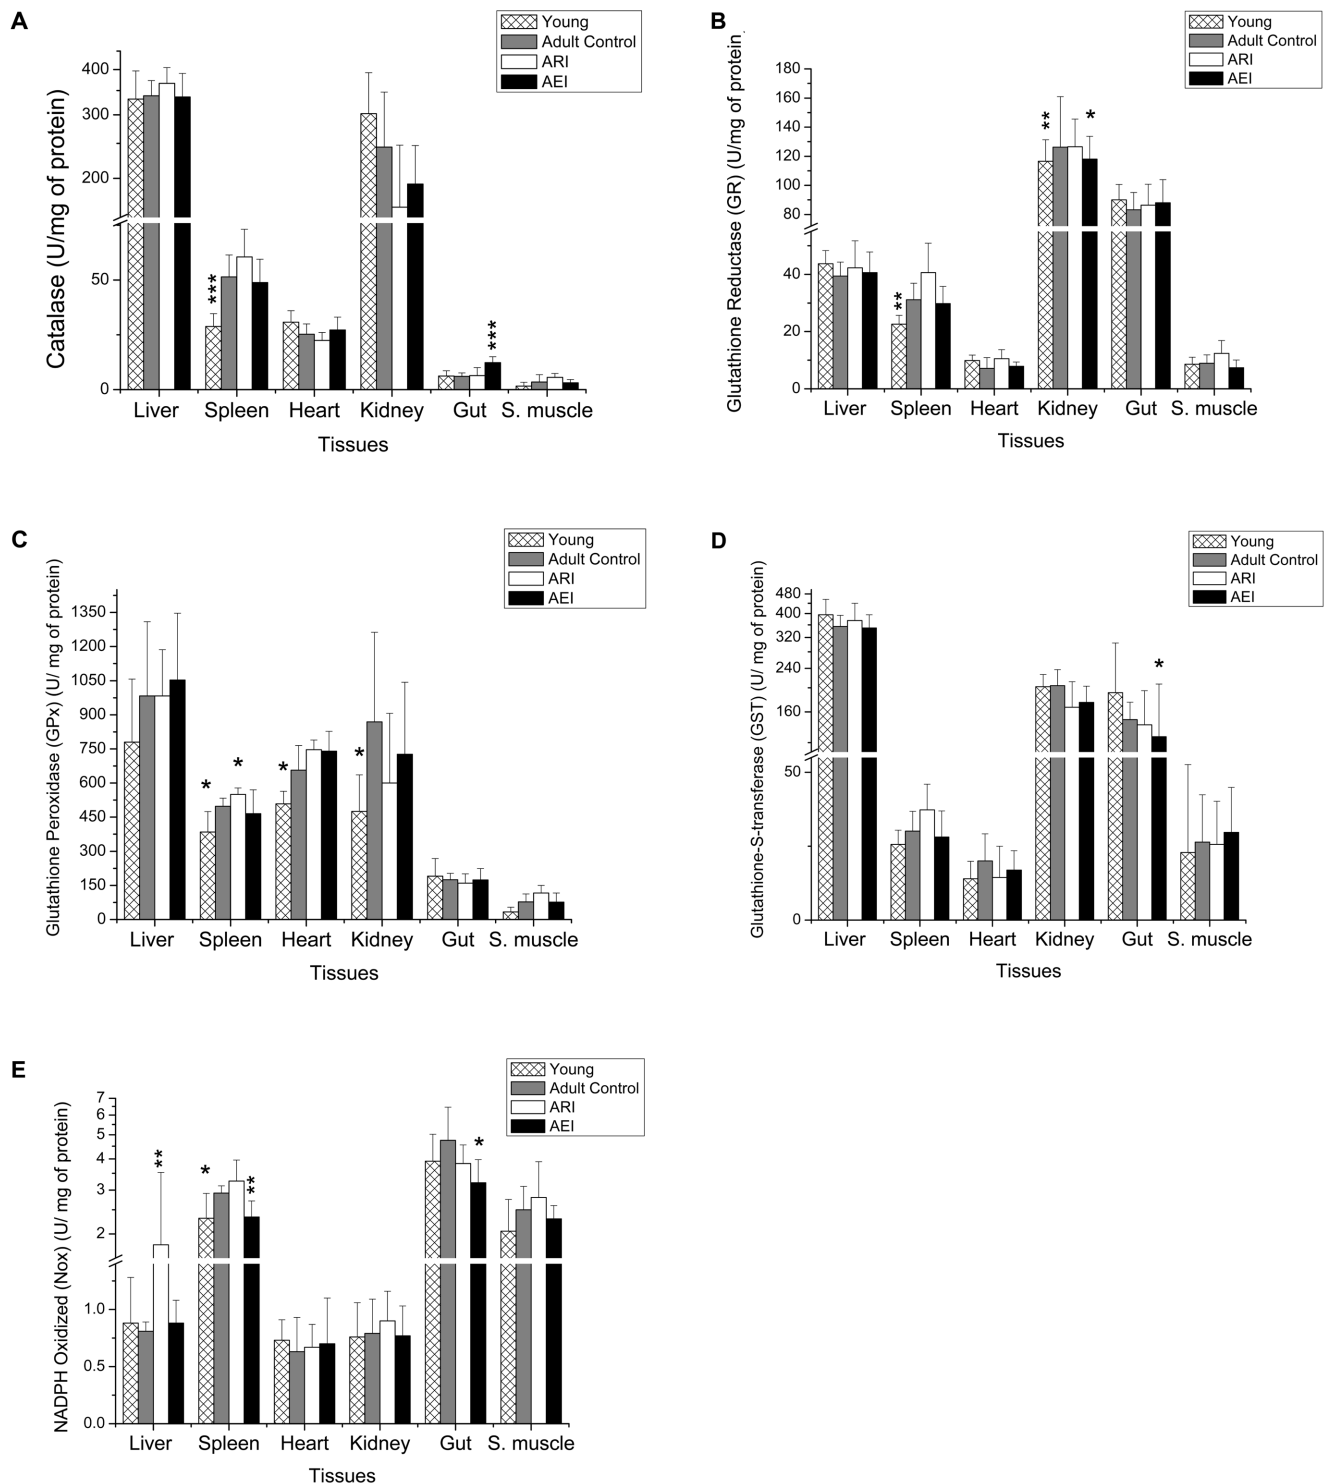 A
Young
Adult Control
ARI
AEI
Catalase (U/mg of protein)
400
300
200
50
0
***
***
Liver Spleen Heart Kidney Gut S. muscle
Tissues
B
Young
Adult Control
ARI
AEI
Glutathione Reductase (GR) (U/mg of protein)
180
160
140
120
100
80
40
20
0
**
**
*
Liver Spleen Heart Kidney Gut S. muscle
Tissues
C
Young
Adult Control
ARI
AEI
Glutathione Peroxidase (GPx) (U/ mg of protein)
1350
1200
1050
900
750
600
450
300
150
0
*
*
*
*
Liver Spleen Heart Kidney Gut S. muscle
Tissues
D
Young
Adult Control
ARI
AEI
Glutathione-S-transferase (GST) (U/ mg of protein)
480
400
320
240
160
50
0
*
Liver Spleen Heart Kidney Gut S. muscle
Tissues
E
Young
Adult Control
ARI
AEI
NADPH Oxidized (Nox) (U/ mg of protein)
7
6
5
4
3
2
1.0
0.5
0.0
**
*
**
*
Liver Spleen Heart Kidney Gut S. muscle
Tissues